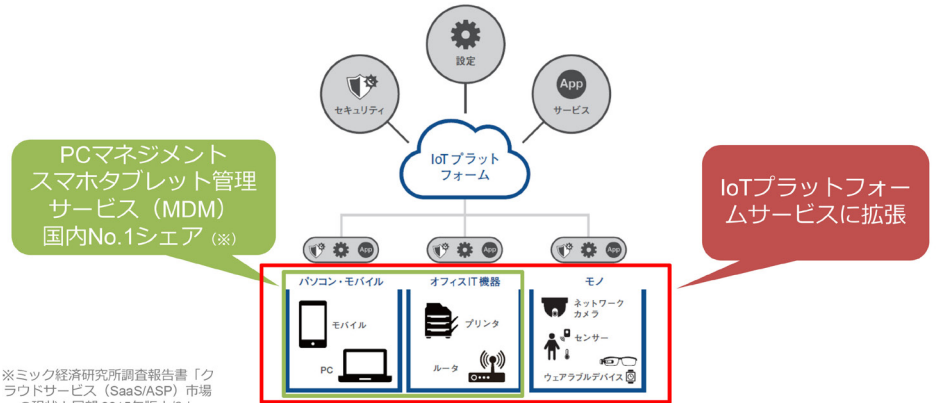 設定
セキュリティ
App
サービス
IoTプラット
フォーム
PCマネジメント
スマホタブレット管理
サービス（MDM）
国内No.1シェア（※）
IoTプラットフォー
ムサービスに拡張
App
App
App
パソコン・モバイル
オフィスIT機器
モノ
モバイル
PC
プリンタ
ルータ
ネットワーク
カメラ
センサー
ウェアラブルデバイス
※ミック経済研究所調査報告書「ク
ラウドサービス（SaaS/ASP）市場